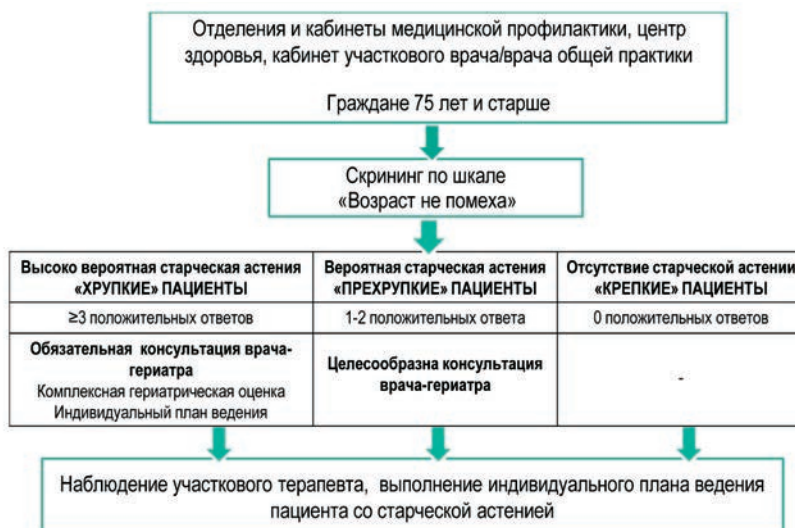 Отделения и кабинеты медицинской профилактики, центр
здоровья, кабинет участкового врача/врача общей практики
Граждане 75 лет и старше
Скрининг по шкале
«Возраст не помеха»
Высоко вероятная старческая астения
«ХРУПКИЕ» ПАЦИЕНТЫ
Вероятная старческая астения
«ПРЕХРУПКИЕ» ПАЦИЕНТЫ
Отсутствие старческой астении
«КРЕПКИЕ» ПАЦИЕНТЫ
≥3 положительных ответов
1-2 положительных ответа
0 положительных ответов
Обязательная консультация врача-
гериатра
Комплексная гериатрическая оценка
Индивидуальный план ведения
Целесообразна консультация
врача-гериатра
-
Наблюдение участкового терапевта, выполнение индивидуального плана ведения
пациента со старческой астенией